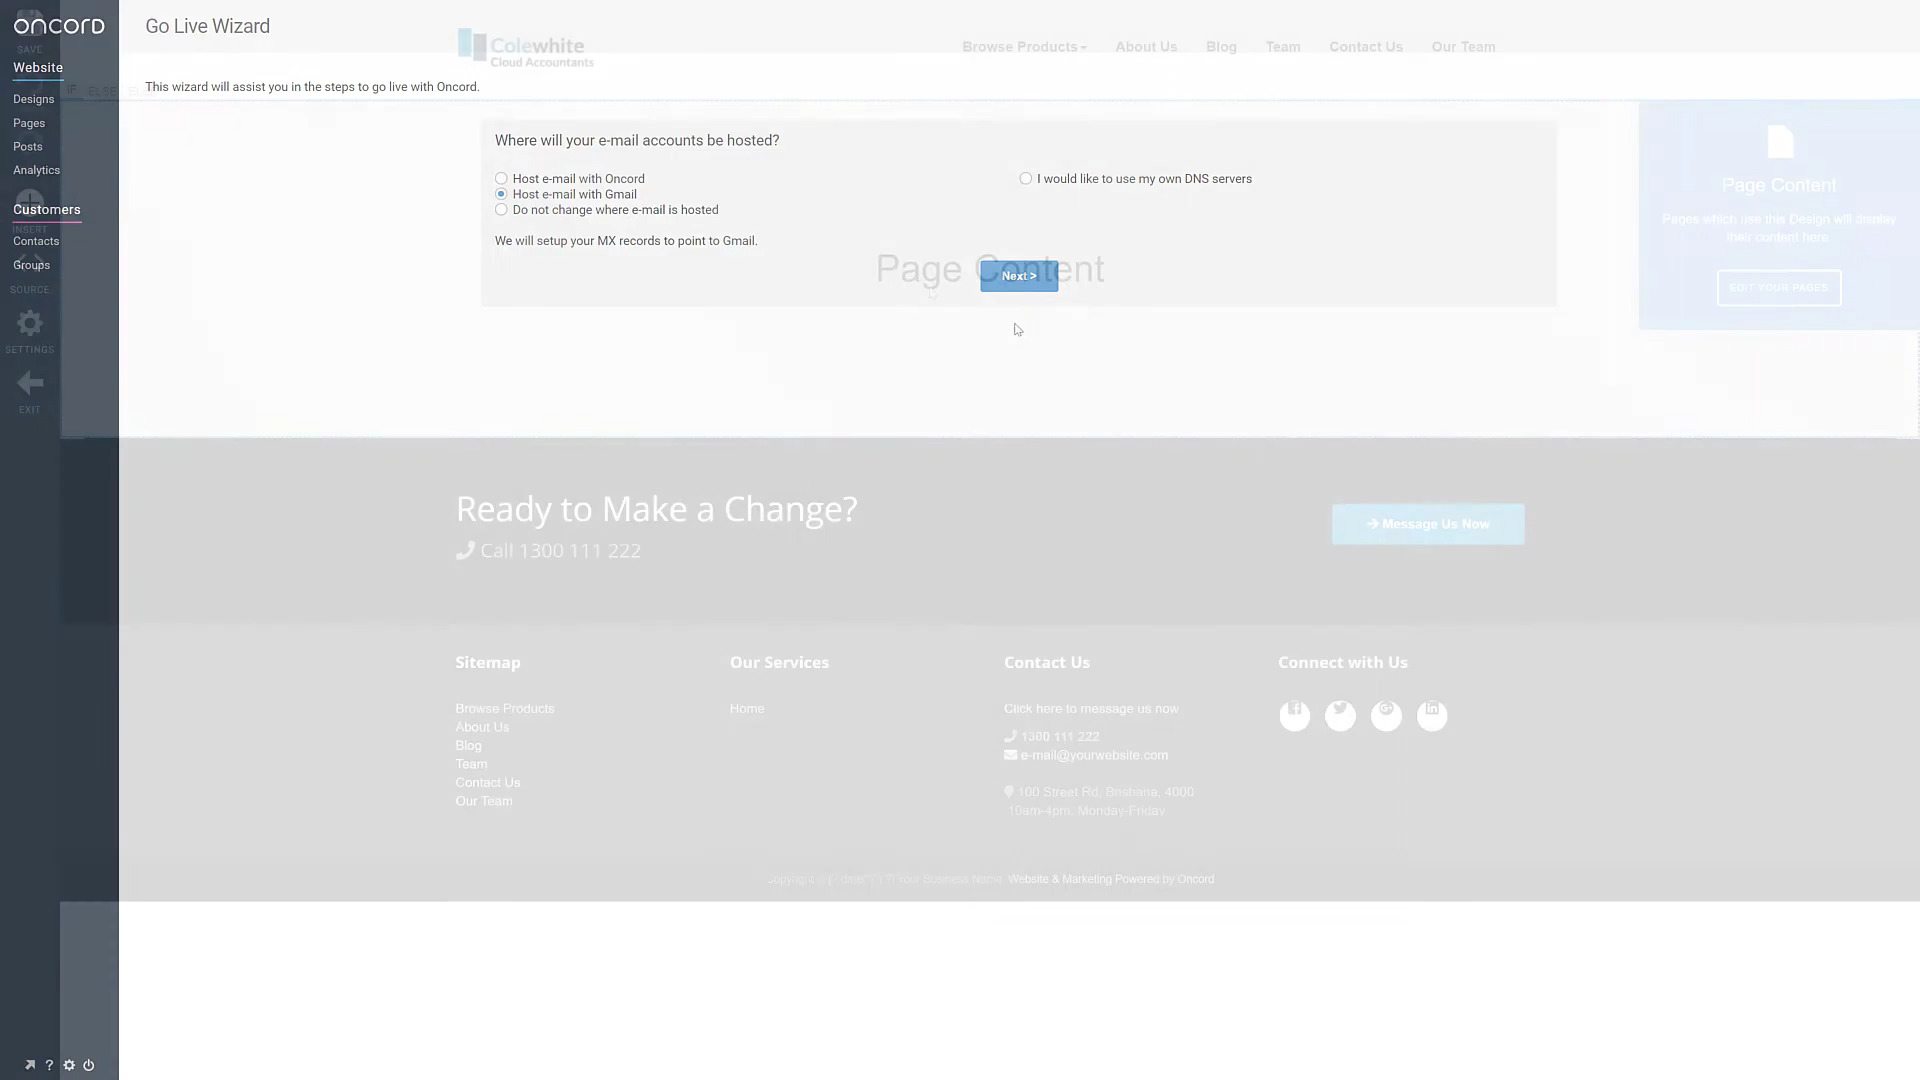 oncord
SAVE
Website
Designs
Pages
Posts
Analytics
Customers
INSERT
Contacts
Groups
SOURCE
SETTINGS
EXIT
?
Go Live Wizard
Colewhite
Cloud Accountants
Browse Products
About Us
Blog
Team
Contact Us
Our Team
IF ELSE
This wizard will assist you in the steps to go live with Oncord.
Where will your e-mail accounts be hosted?
Host e-mail with Oncord
Host e-mail with Gmail
Do not change where e-mail is hosted
I would like to use my own DNS servers
We will setup your MX records to point to Gmail.
Page Content
Next >
Page Content
Pages which use this Design will display
their content here.
EDIT YOUR PAGES
Ready to Make a Change?
Call 1300 111 222
Message Us Now
Sitemap
Browse Products
About Us
Blog
Team
Contact Us
Our Team
Our Services
Home
Contact Us
Click here to message us now
1300 111 222
e-mail@yourwebsite.com
100 Street Rd, Brisbane, 4000
10am-4pm, Monday-Friday
Connect with Us
Your Business Name Website & Marketing Powered by Oncord